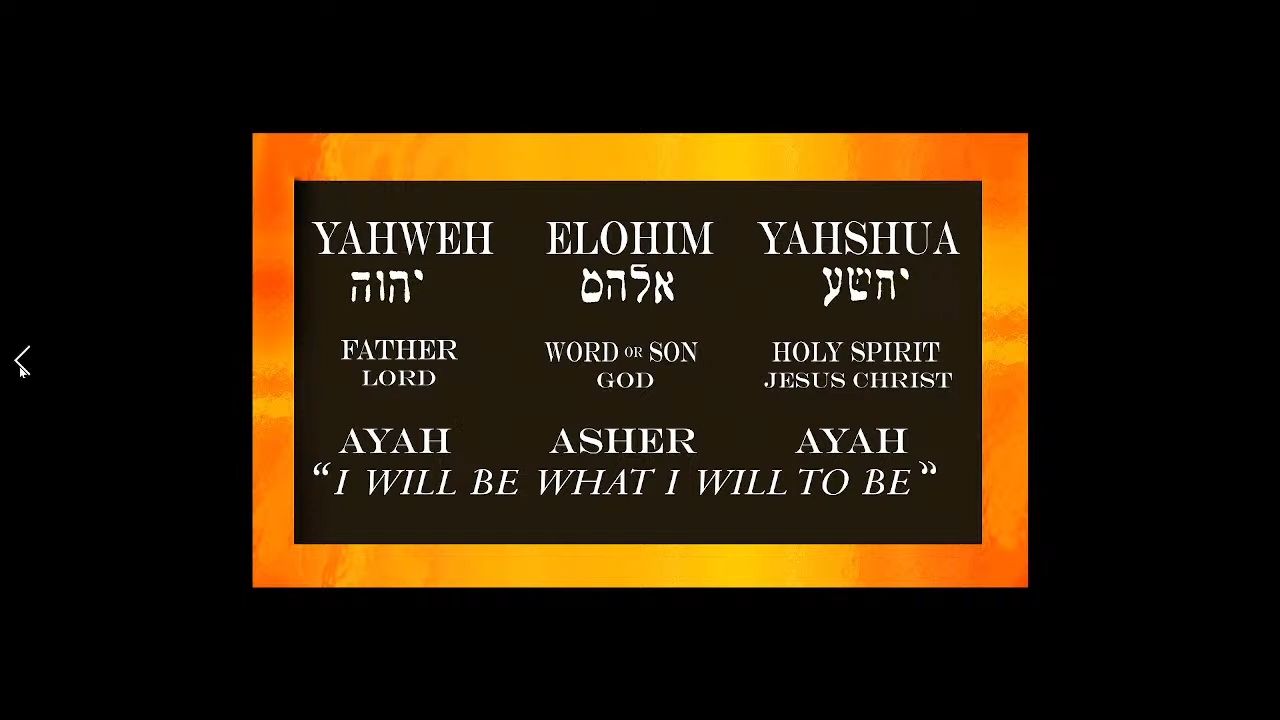 YAHWEH ELOHIM YAHSHUA
יהוה אלהם יהשע
FATHER WORD OR SON HOLY SPIRIT
LORD GOD JESUS CHRIST
AYAH ASHER AYAH
“I WILL BE WHAT I WILL TO BE”